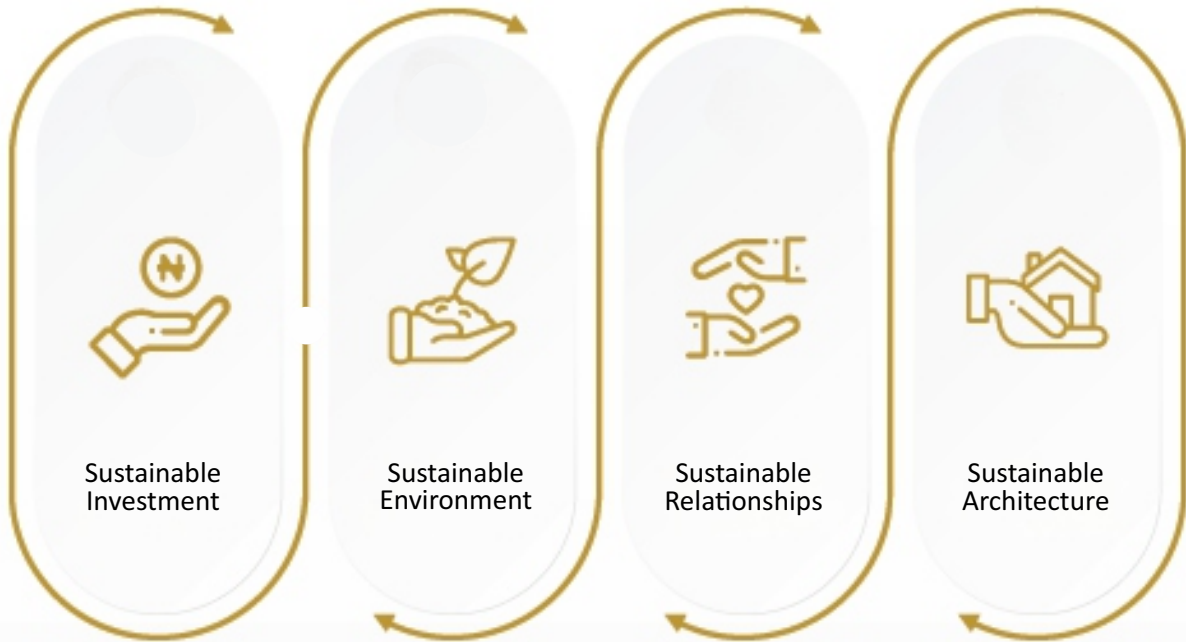 ₦
Sustainable
Investment
Sustainable
Environment
Sustainable
Relationships
Sustainable
Architecture